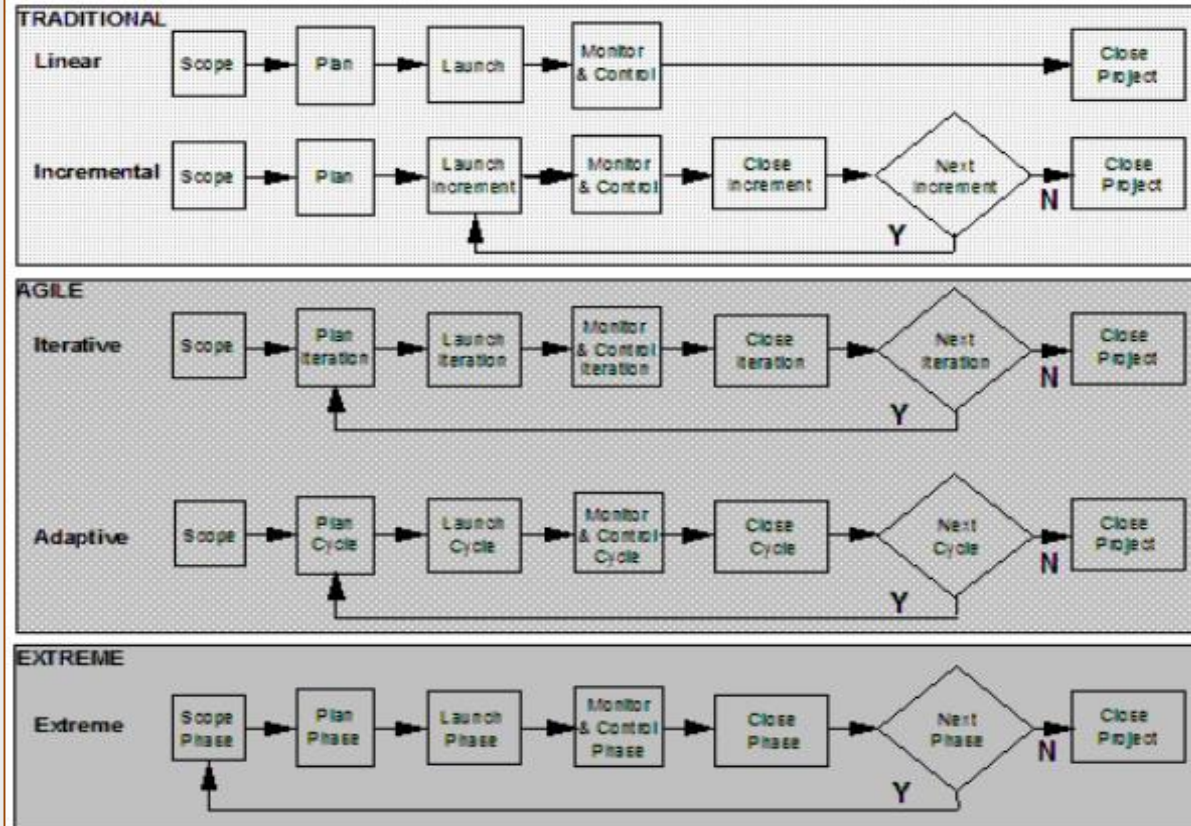 TRADITIONAL
Linear
Scope
Plan
Launch
Monitor
& Control
Close
Project
Incremental
Scope
Plan
Launch
Increment
Monitor
& Control
Close
Increment
Next
Increment
N
Close
Project
Y
AGILE
Iterative
Scope
Plan
Iteration
Launch
Iteration
Monitor
& Control
Iteration
Close
Iteration
Next
Iteration
N
Close
Project
Y
Adaptive
Scope
Plan
Cycle
Launch
Cycle
Monitor
& Control
Cycle
Close
Cycle
Next
Cycle
N
Close
Project
Y
EXTREME
Extreme
Scope
Phase
Plan
Phase
Launch
Phase
Monitor
& Control
Phase
Close
Phase
Next
Phase
N
Close
Project
Y